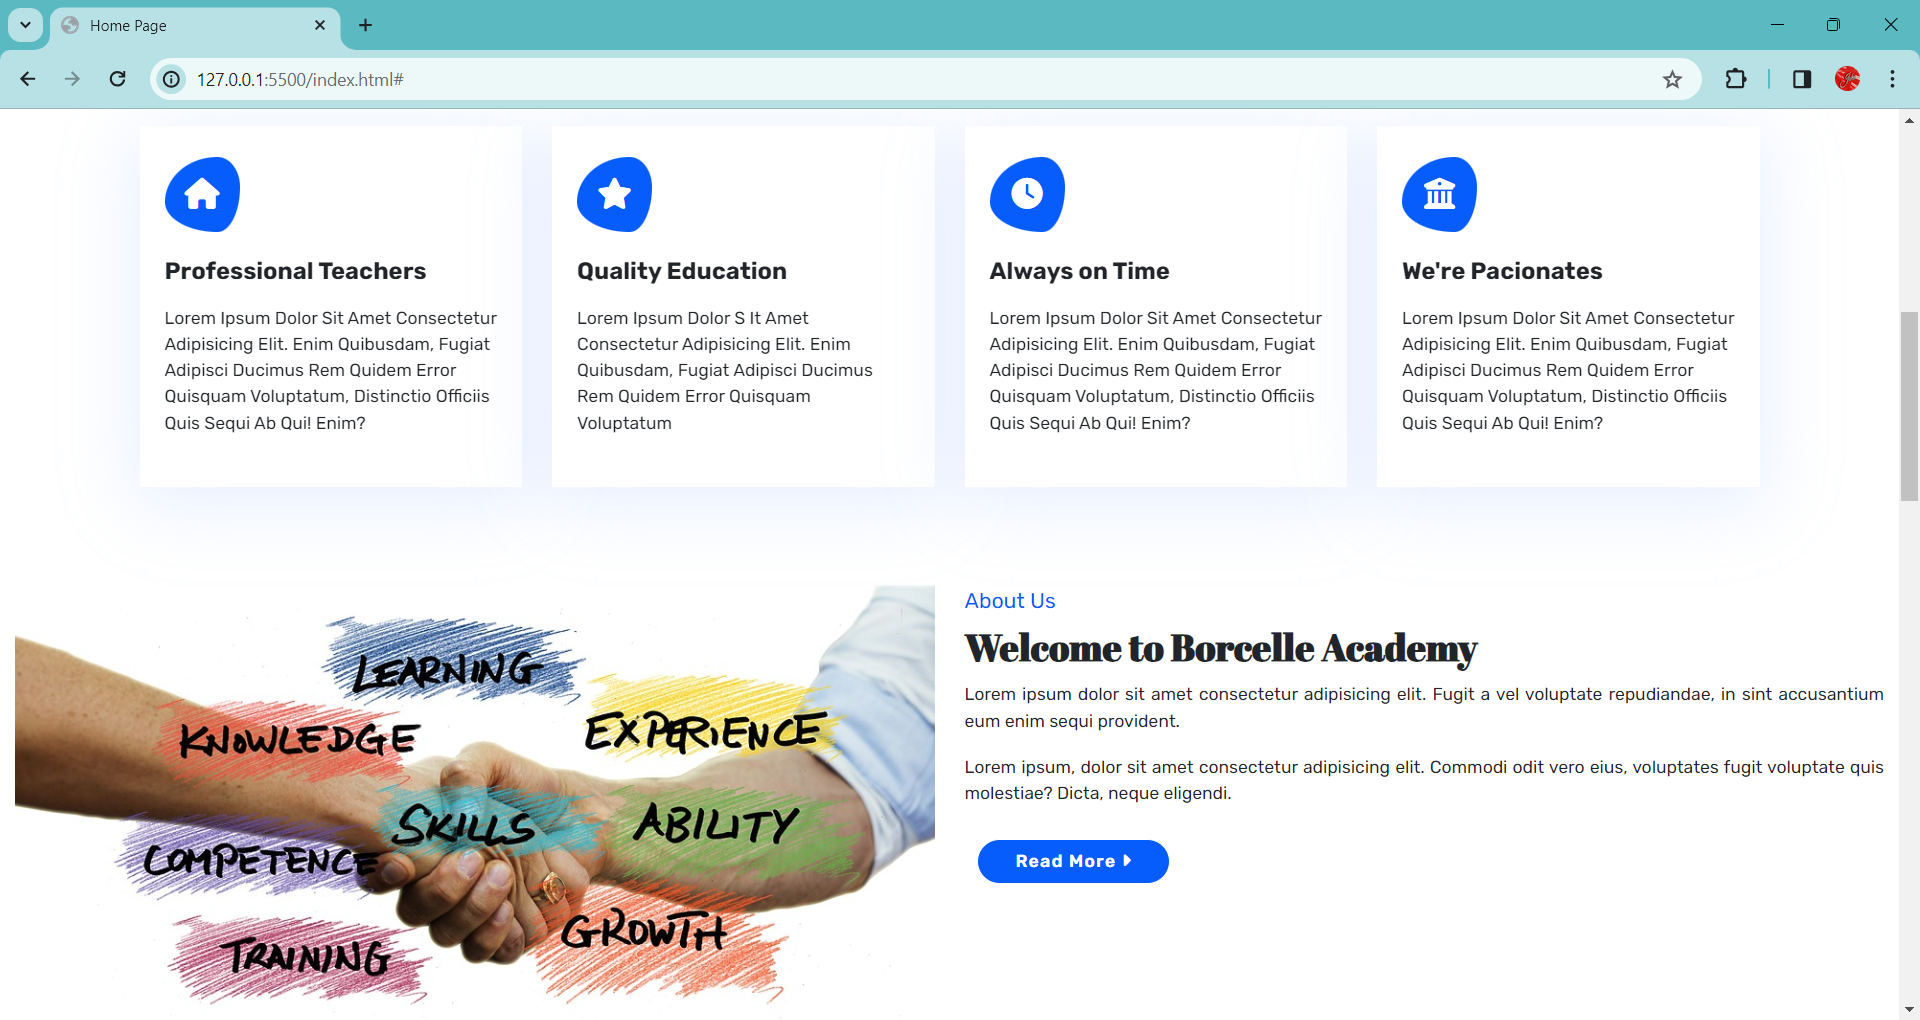 Home Page
127.0.0.1:5500/index.html#
Professional Teachers
Lorem Ipsum Dolor Sit Amet Consectetur
Adipisicing Elit. Enim Quibusdam, Fugiat
Adipisci Ducimus Rem Quidem Error
Quisquam Voluptatum, Distinctio Officiis
Quis Sequi Ab Qui! Enim?
Quality Education
Lorem Ipsum Dolor S It Amet
Consectetur Adipisicing Elit. Enim
Quibusdam, Fugiat Adipisci Ducimus
Rem Quidem Error Quisquam
Voluptatum
Always on Time
Lorem Ipsum Dolor Sit Amet Consectetur
Adipisicing Elit. Enim Quibusdam, Fugiat
Adipisci Ducimus Rem Quidem Error
Quisquam Voluptatum, Distinctio Officiis
Quis Sequi Ab Qui! Enim?
We're Pacionates
Lorem Ipsum Dolor Sit Amet Consectetur
Adipisicing Elit. Enim Quibusdam, Fugiat
Adipisci Ducimus Rem Quidem Error
Quisquam Voluptatum, Distinctio Officiis
Quis Sequi Ab Qui! Enim?
LEARNING
KNOWLEDGE
EXPERIENCE
SKILLS
ABILITY
COMPETENCE
GROWTH
TRAINING
About Us
Welcome to Borcelle Academy
Lorem ipsum dolor sit amet consectetur adipisicing elit. Fugit a vel voluptate repudiandae, in sint accusantium
eum enim sequi provident.
Lorem ipsum, dolor sit amet consectetur adipisicing elit. Commodi odit vero eius, voluptates fugit voluptate quis
molestiae? Dicta, neque eligendi.
Read More